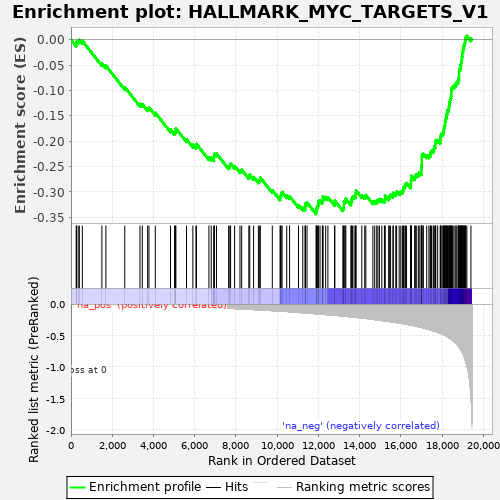 Enrichment plot: HALLMARK_MYC_TARGETS_V1
Enrichment score (ES)
0.00
-0.05
-0.10
-0.15
-0.20
-0.25
-0.30
-0.35
Ranked list metric (PreRanked)
'na_pos' (positively correlated)
0.0
-0.5
-1.0
-1.5
-2.0
'na_neg' (negatively correlated)
0 2,000 4,000 6,000 8,000 10,000 12,000 14,000 16,000 18,000 20,000
Rank in Ordered Dataset
Enrichment profile Hits Ranking metric scores